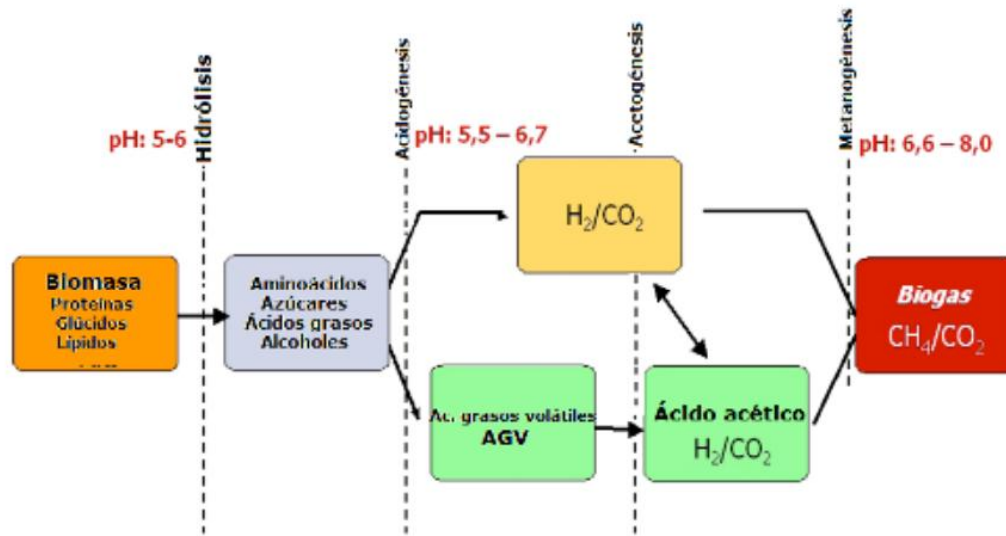 Hidrólisis
Acidogénesis
Acetogénesis
Metanogénesis
pH: 5-6
pH: 5,5 – 6,7
pH: 6,6 – 8,0
H₂/CO₂
Biomasa
Proteínas
Glúcidos
Lípidos
Aminoácidos
Azúcares
Ácidos grasos
Alcoholes
Ac. grasos volátiles
AGV
Ácido acético
H₂/CO₂
Biogas
CH₄/CO₂